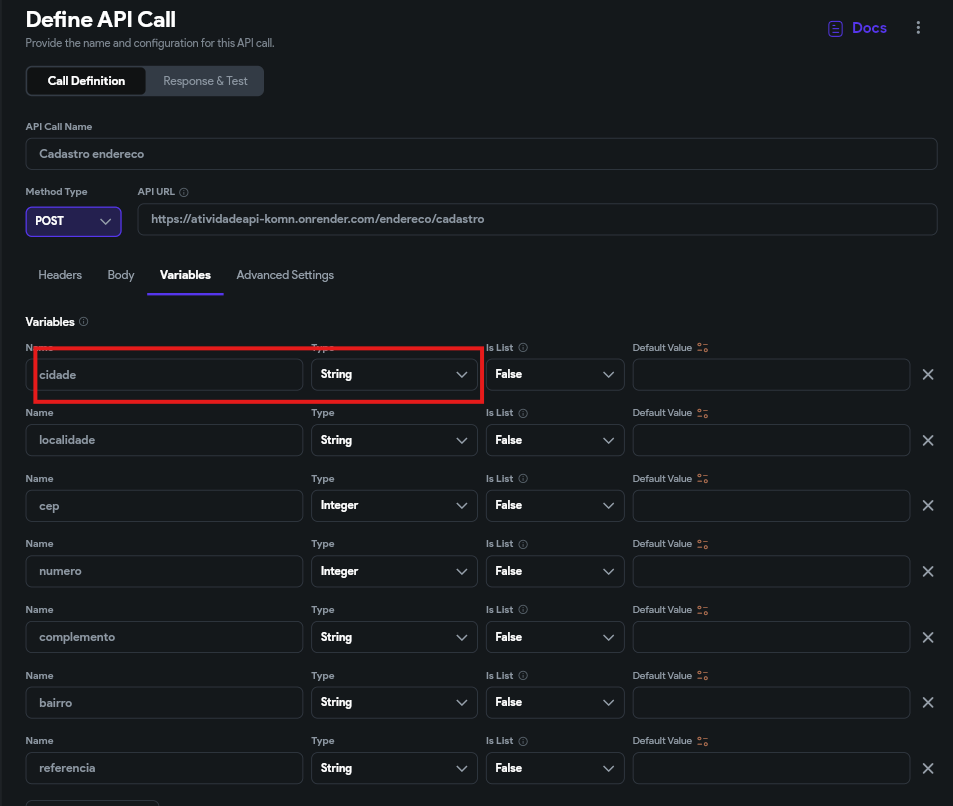 Define API Call
Docs
Provide the name and configuration for this API call.
Call Definition Response & Test
API Call Name
Cadastro endereco
Method Type API URL
POST https://atividadeapi-komn.onrender.com/endereco/cadastro
Headers Body Variables Advanced Settings
Variables
Name Type Is List Default Value
cidade String False
Name Type Is List Default Value
localidade String False
Name Type Is List Default Value
cep Integer False
Name Type Is List Default Value
numero Integer False
Name Type Is List Default Value
complemento String False
Name Type Is List Default Value
bairro String False
Name Type Is List Default Value
referencia String False